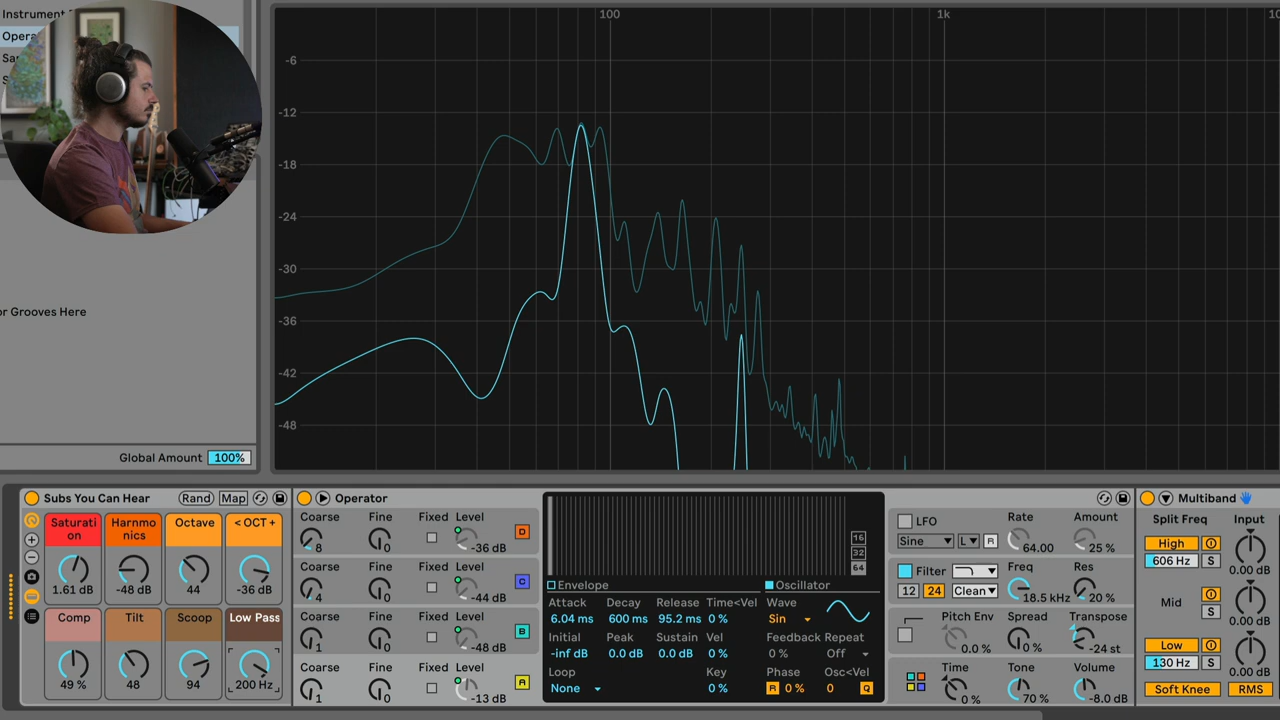 Instrument
Opera
100
1k
10
-6
-12
-18
-24
-30
-36
-42
-48
or Grooves Here
Global Amount 100%
Subs You Can Hear Rand Map
Saturati
on
1.61 dB
Harnmo
nics
-48 dB
Octave
44
< OCT +
-36 dB
Comp
49 %
Tilt
48
Scoop
94
Low Pass
200 Hz
Operator
Coarse Fine Fixed Level
8 0 -36 dB D
Coarse Fine Fixed Level
4 0 -44 dB C
Coarse Fine Fixed Level
1 0 -48 dB B
Coarse Fine Fixed Level
1 0 -13 dB A
16
32
64
Envelope Oscillator
Attack Decay Release Time<Vel Wave
6.04 ms 600 ms 95.2 ms 0 % Sin
Initial Peak Sustain Vel Feedback Repeat
-inf dB 0.0 dB 0.0 dB 0 % 0 % Off
Loop Key Phase Osc<Vel
None 0 % R 0 % 0 Q
LFO Rate Amount
Sine L R 64.00 25 %
Filter Freq Res
12 24 Clean 18.5 kHz 20 %
Pitch Env Spread Transpose
0.0 % 0 % -24 st
Time Tone Volume
0 % 70 % -8.0 dB
Multiband
Split Freq Input
High
606 Hz S 0.00 dB
Mid
S 0.00 dB
Low
130 Hz S 0.00 dB
Soft Knee RMS